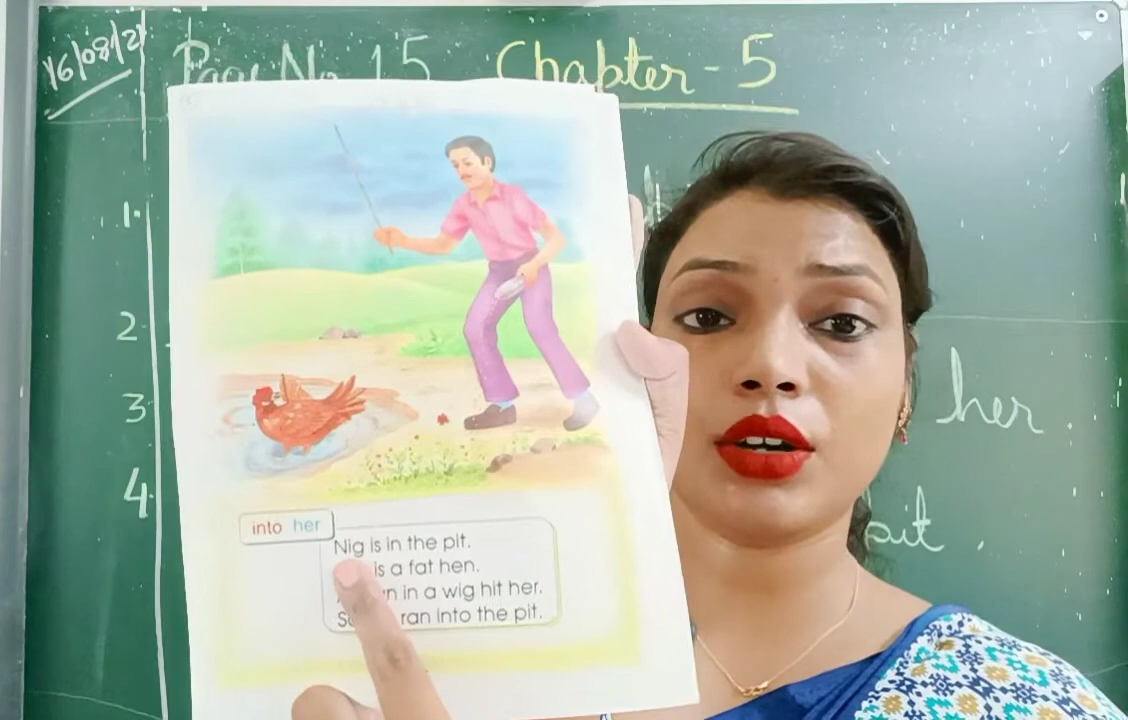 16/08/2
Page No 15 Chapter - 5
1.
2.
3 her.
4. pit.
into her
Nig is in the pit.
is a fat hen.
in a wig hit her.
ran into the pit.